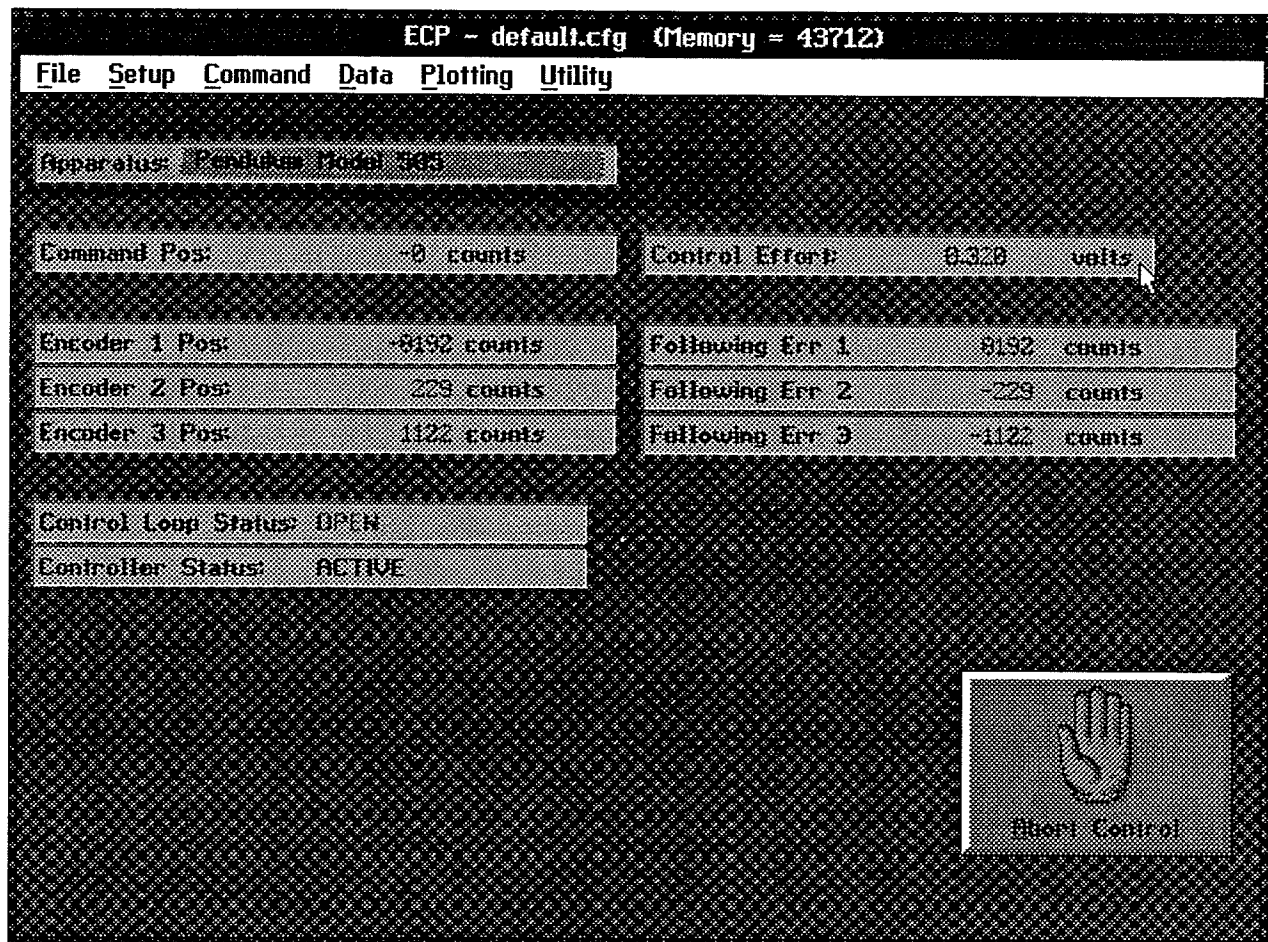 ECP - default.cfg (Memory = 43712)
File Setup Command Data Plotting Utility
Apparatus: Pendulum Model 505
Command Pos: -0 counts Control Effort: 0.320 volts
Encoder 1 Pos: -8192 counts Following Err 1 8192 counts
Encoder 2 Pos: 229 counts Following Err 2 -229 counts
Encoder 3 Pos: 1122 counts Following Err 3 -1122 counts
Control Loop Status: OPEN
Controller Status: ACTIVE
Abort Control